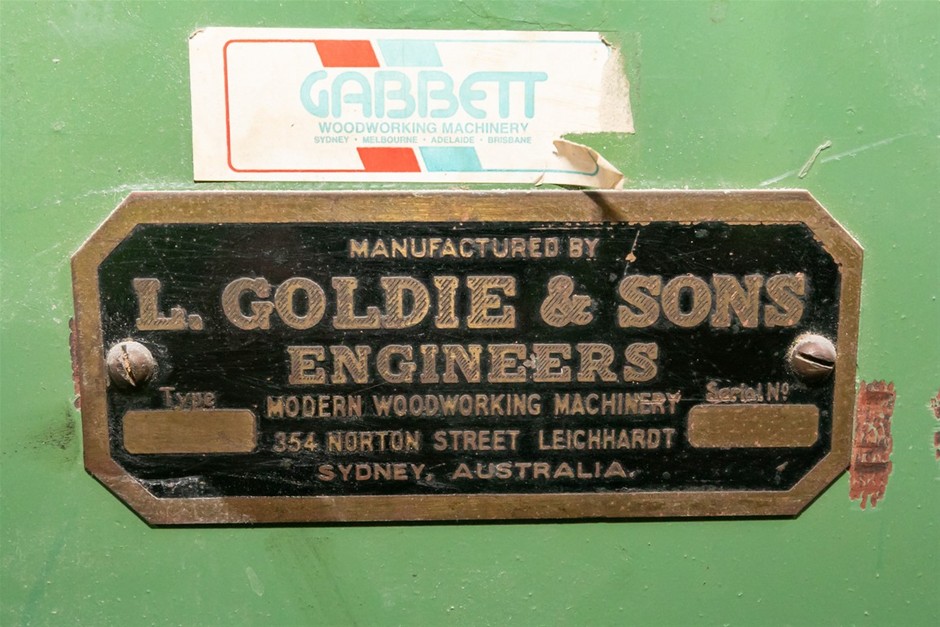 GABBETT
WOODWORKING MACHINERY
SYDNEY • MELBOURNE • ADELAIDE • BRISBANE
MANUFACTURED BY
L. GOLDIE & SONS
ENGINEERS
Type
MODERN WOODWORKING MACHINERY
Serial Nº
354 NORTON STREET LEICHHARDT
SYDNEY, AUSTRALIA.